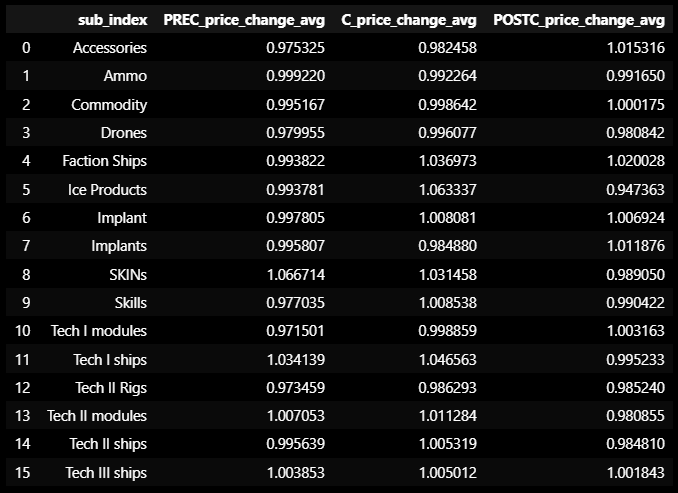 sub_index PREC_price_change_avg C_price_change_avg POSTC_price_change_avg
0 Accessories 0.975325 0.982458 1.015316
1 Ammo 0.999220 0.992264 0.991650
2 Commodity 0.995167 0.998642 1.000175
3 Drones 0.979955 0.996077 0.980842
4 Faction Ships 0.993822 1.036973 1.020028
5 Ice Products 0.993781 1.063337 0.947363
6 Implant 0.997805 1.008081 1.006924
7 Implants 0.995807 0.984880 1.011876
8 SKINs 1.066714 1.031458 0.989050
9 Skills 0.977035 1.008538 0.990422
10 Tech I modules 0.971501 0.998859 1.003163
11 Tech I ships 1.034139 1.046563 0.995233
12 Tech II Rigs 0.973459 0.986293 0.985240
13 Tech II modules 1.007053 1.011284 0.980855
14 Tech II ships 0.995639 1.005319 0.984810
15 Tech III ships 1.003853 1.005012 1.001843